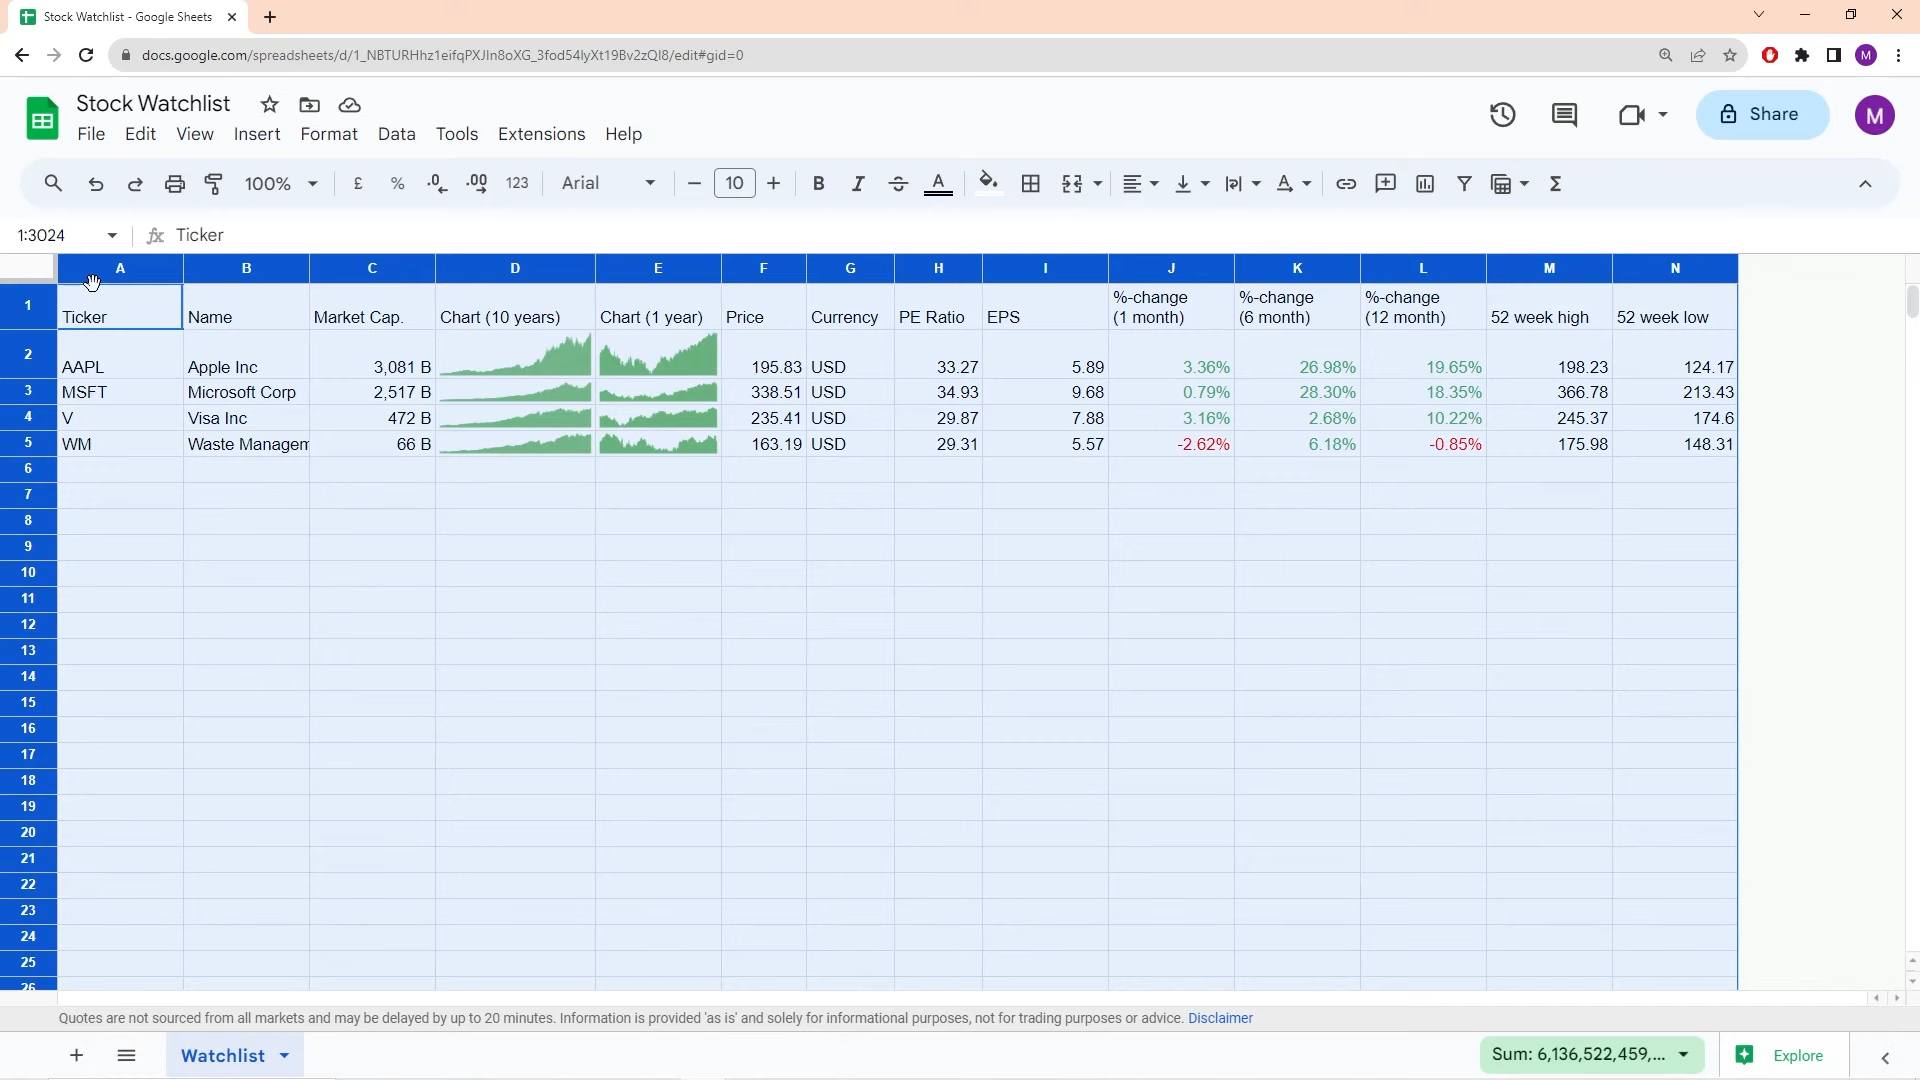 Stock Watchlist - Google Sheets
docs.google.com/spreadsheets/d/1_NBTURHhz1eifqPXJIn8oXG_3fod54lyXt19Bv2zQI8/edit#gid=0
M
Stock Watchlist
File Edit View Insert Format Data Tools Extensions Help
Share
M
100% £ % .0 .00 123 Arial 10 B I A
1:3024 fx Ticker
A B C D E F G H I J K L M N
1 Ticker Name Market Cap. Chart (10 years) Chart (1 year) Price Currency PE Ratio EPS %-change (1 month) %-change (6 month) %-change (12 month) 52 week high 52 week low
2 AAPL Apple Inc 3,081 B 195.83 USD 33.27 5.89 3.36% 26.98% 19.65% 198.23 124.17
3 MSFT Microsoft Corp 2,517 B 338.51 USD 34.93 9.68 0.79% 28.30% 18.35% 366.78 213.43
4 V Visa Inc 472 B 235.41 USD 29.87 7.88 3.16% 2.68% 10.22% 245.37 174.6
5 WM Waste Managem 66 B 163.19 USD 29.31 5.57 -2.62% 6.18% -0.85% 175.98 148.31
6
7
8
9
10
11
12
13
14
15
16
17
18
19
20
21
22
23
24
25
26
Quotes are not sourced from all markets and may be delayed by up to 20 minutes. Information is provided 'as is' and solely for informational purposes, not for trading purposes or advice. Disclaimer
Watchlist
Sum: 6,136,522,459,...
Explore